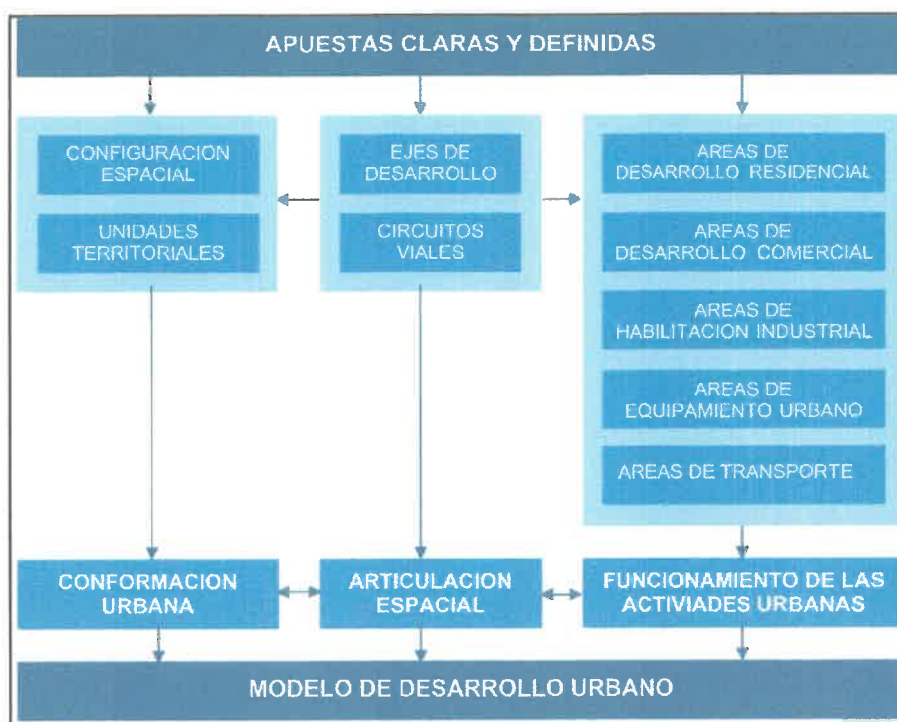 APUESTAS CLARAS Y DEFINIDAS
CONFIGURACION
ESPACIAL
UNIDADES
TERRITORIALES
EJES DE
DESARROLLO
CIRCUITOS
VIALES
AREAS DE
DESARROLLO RESIDENCIAL
AREAS DE
DESARROLLO COMERCIAL
AREAS DE
HABILITACION INDUSTRIAL
AREAS DE
EQUIPAMIENTO URBANO
AREAS DE TRANSPORTE
CONFORMACION
URBANA
ARTICULACION
ESPACIAL
FUNCIONAMIENTO DE LAS
ACTIVIADES URBANAS
MODELO DE DESARROLLO URBANO